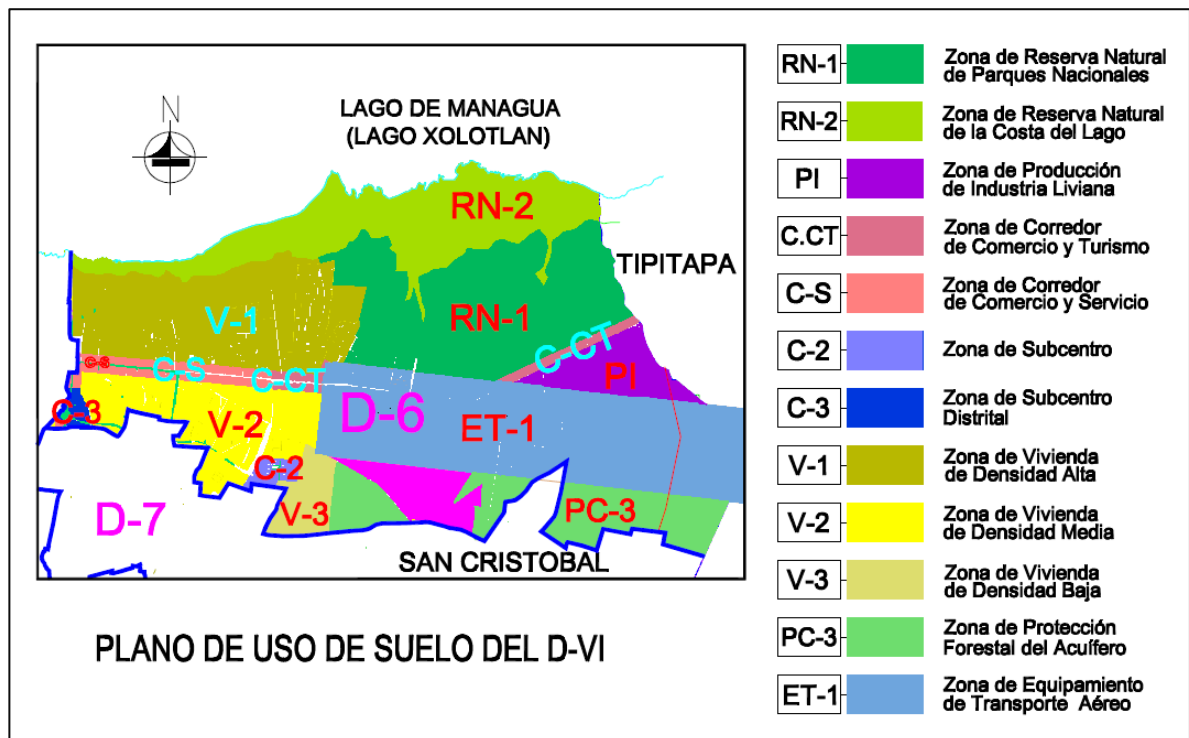 N
LAGO DE MANAGUA
(LAGO XOLOTLAN)
RN-2
TIPITAPA
V-1
RN-1
C-CT
C-S
C-S
C-CT
PI
D-6
C-3
V-2
ET-1
C-2
D-7
V-3
PC-3
SAN CRISTOBAL
PLANO DE USO DE SUELO DEL D-VI
RN-1
Zona de Reserva Natural
de Parques Nacionales
RN-2
Zona de Reserva Natural
de la Costa del Lago
PI
Zona de Producción
de Industria Liviana
C.CT
Zona de Corredor
de Comercio y Turismo
C-S
Zona de Corredor
de Comercio y Servicio
C-2
Zona de Subcentro
C-3
Zona de Subcentro
Distrital
V-1
Zona de Vivienda
de Densidad Alta
V-2
Zona de Vivienda
de Densidad Media
V-3
Zona de Vivienda
de Densidad Baja
PC-3
Zona de Protección
Forestal del Acuífero
ET-1
Zona de Equipamiento
de Transporte Aéreo